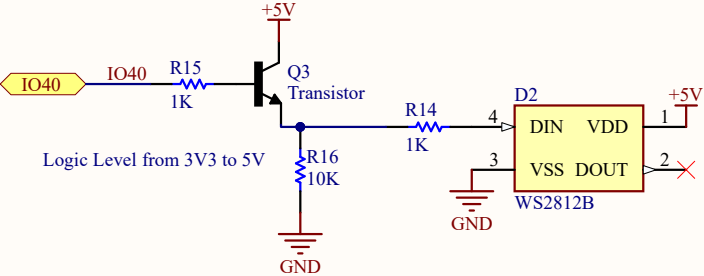 +5V
IO40
IO40
R15
1K
Q3
Transistor
Logic Level from 3V3 to 5V
R16
10K
GND
R14
1K
D2
4
DIN
VDD
1
+5V
3
VSS
DOUT
2
WS2812B
GND